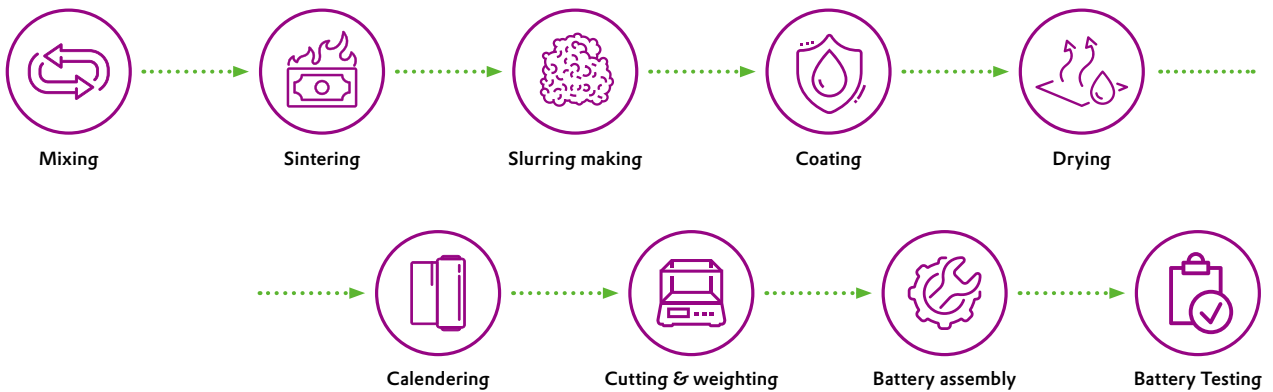 Mixing
Sintering
Slurring making
Coating
Drying
Calendering
Cutting & weighting
Battery assembly
Battery Testing